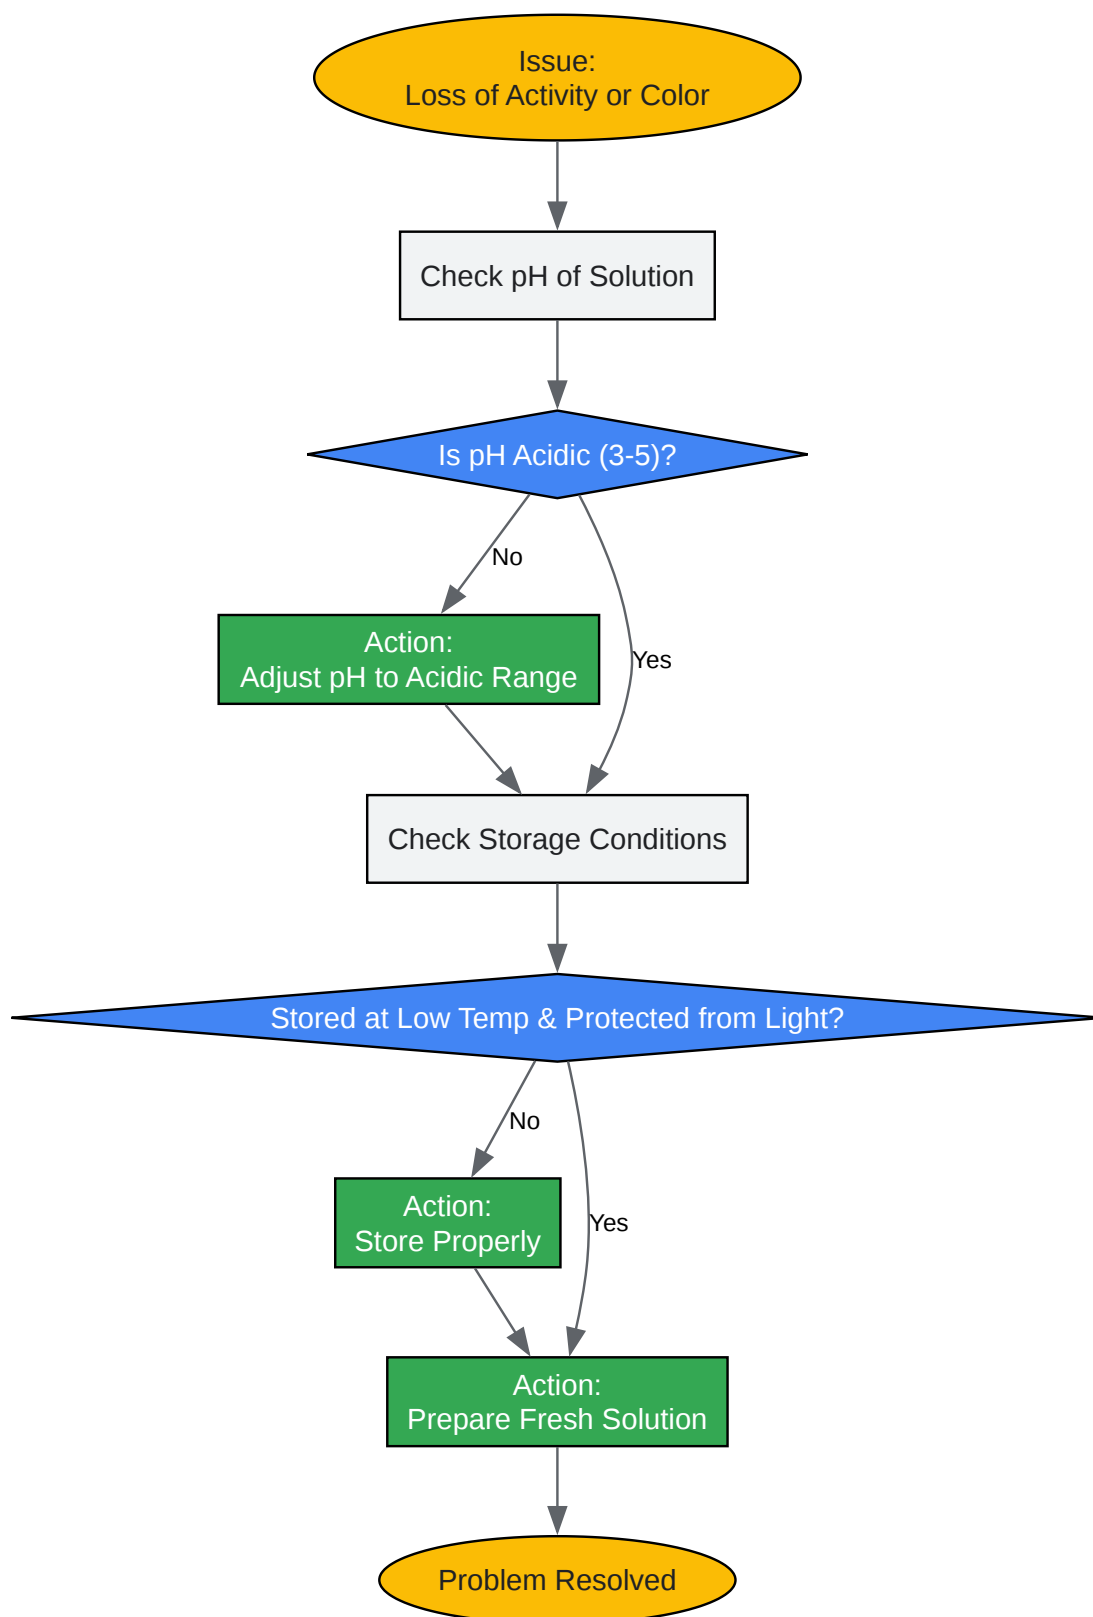 Issue:
Loss of Activity or Color
Check pH of Solution
Is pH Acidic (3-5)?
No
Action:
Adjust pH to Acidic Range
Yes
Check Storage Conditions
Stored at Low Temp & Protected from Light?
No
Action:
Store Properly
Yes
Action:
Prepare Fresh Solution
Problem Resolved